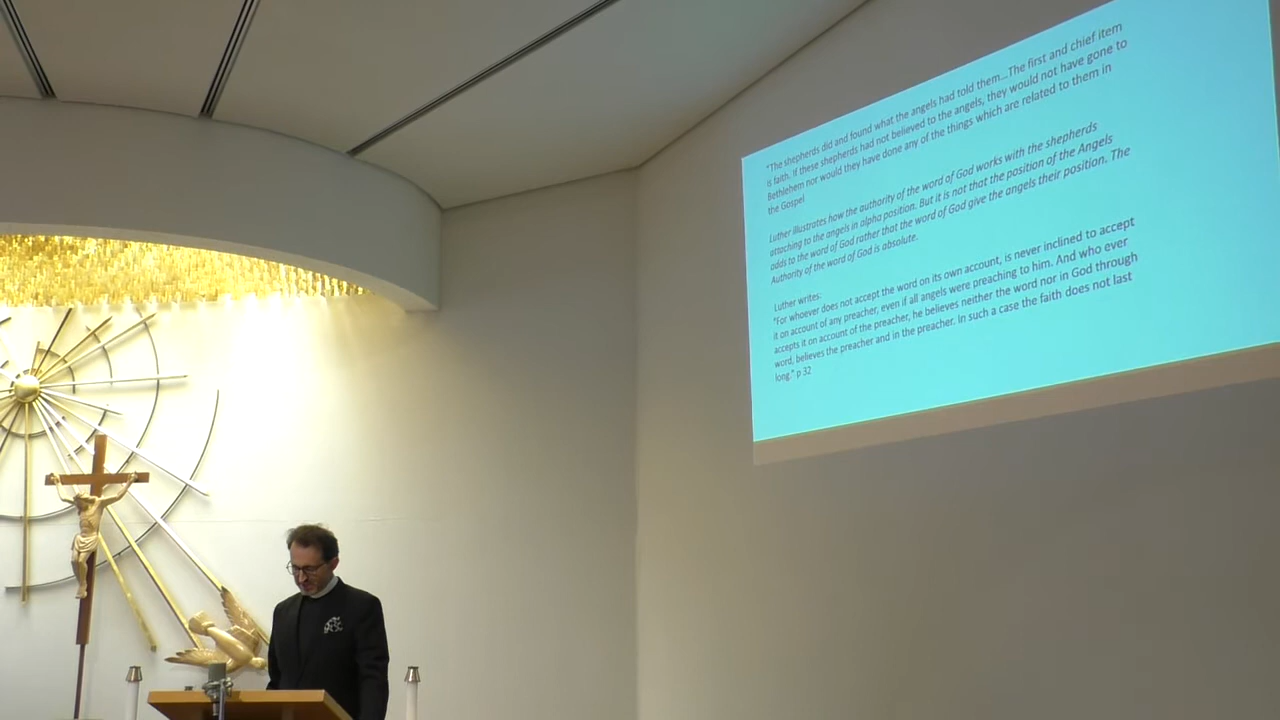 "The shepherds did and found what the angels had told them...The first and chief item
is faith. If these shepherds had not believed to the angels, they would not have gone to
Bethlehem nor would they have done any of the things which are related to them in
the Gospel
Luther illustrates how the authority of the word of God works with the shepherds
attaching to the angels in alpha position. But it is not that the position of the Angels
adds to the word of God rather that the word of God give the angels their position. The
Authority of the word of God is absolute.
Luther writes:
"For whoever does not accept the word on its own account, is never inclined to accept
it on account of any preacher, even if all angels were preaching to him. And who ever
accepts it on account of the preacher, he believes neither the word nor in God through
word, believes the preacher and in the preacher. In such a case the faith does not last
long." p 32